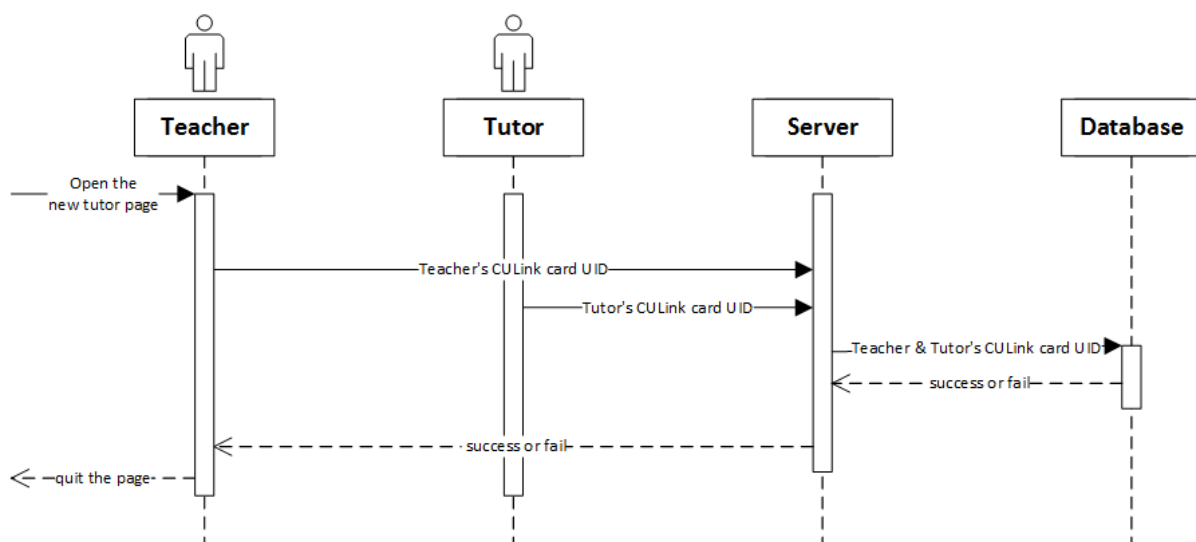 Teacher
Tutor
Server
Database
Open the
new tutor page
Teacher's CULink card UID
Tutor's CULink card UID
Teacher & Tutor's CULink card UID
success or fail
success or fail
quit the page